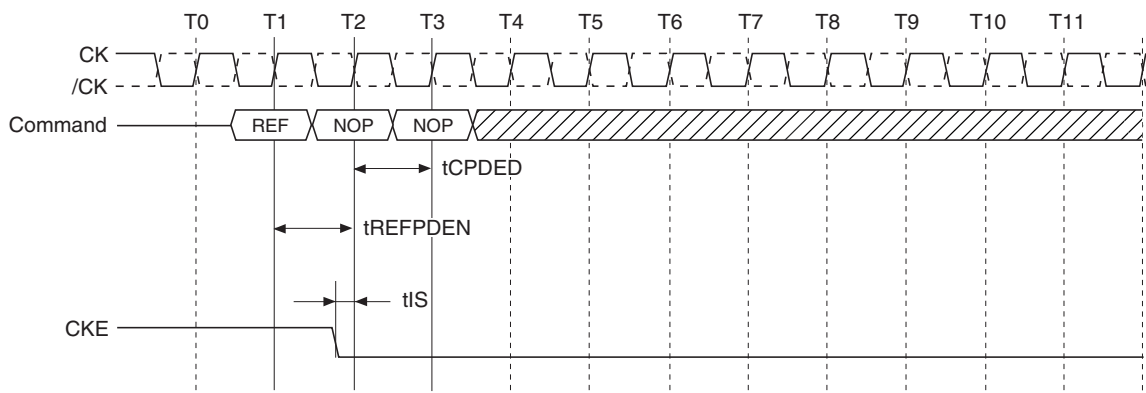 T0 T1 T2 T3 T4 T5 T6 T7 T8 T9 T10 T11
CK
/CK
Command REF NOP NOP
tCPDED
tREFPDEN
tIS
CKE